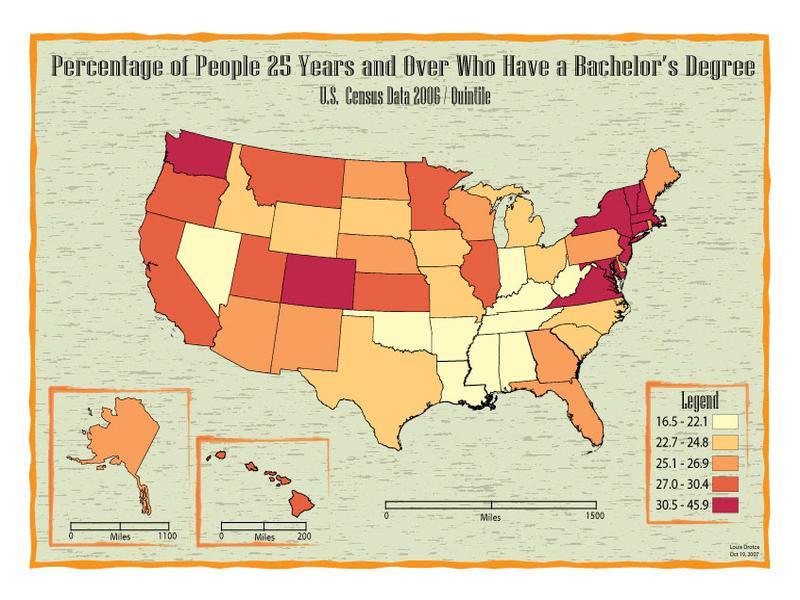 Percentage of People 25 Years and Over Who Have a Bachelor's Degree
U.S. Census Data 2006 / Quintile
Legend
16.5 - 22.1
22.7 - 24.8
25.1 - 26.9
27.0 - 30.4
30.5 - 45.9
0 Miles 1100
0 Miles 200
0 Miles 1500
Louis Drotos
Oct 19, 2007